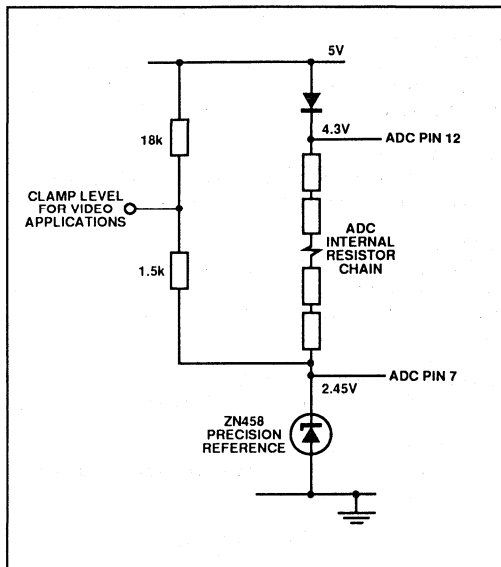 5V
4.3V
ADC PIN 12
18k
CLAMP LEVEL
FOR VIDEO
APPLICATIONS
ADC
INTERNAL
RESISTOR
CHAIN
1.5k
ADC PIN 7
2.45V
ZN458
PRECISION
REFERENCE